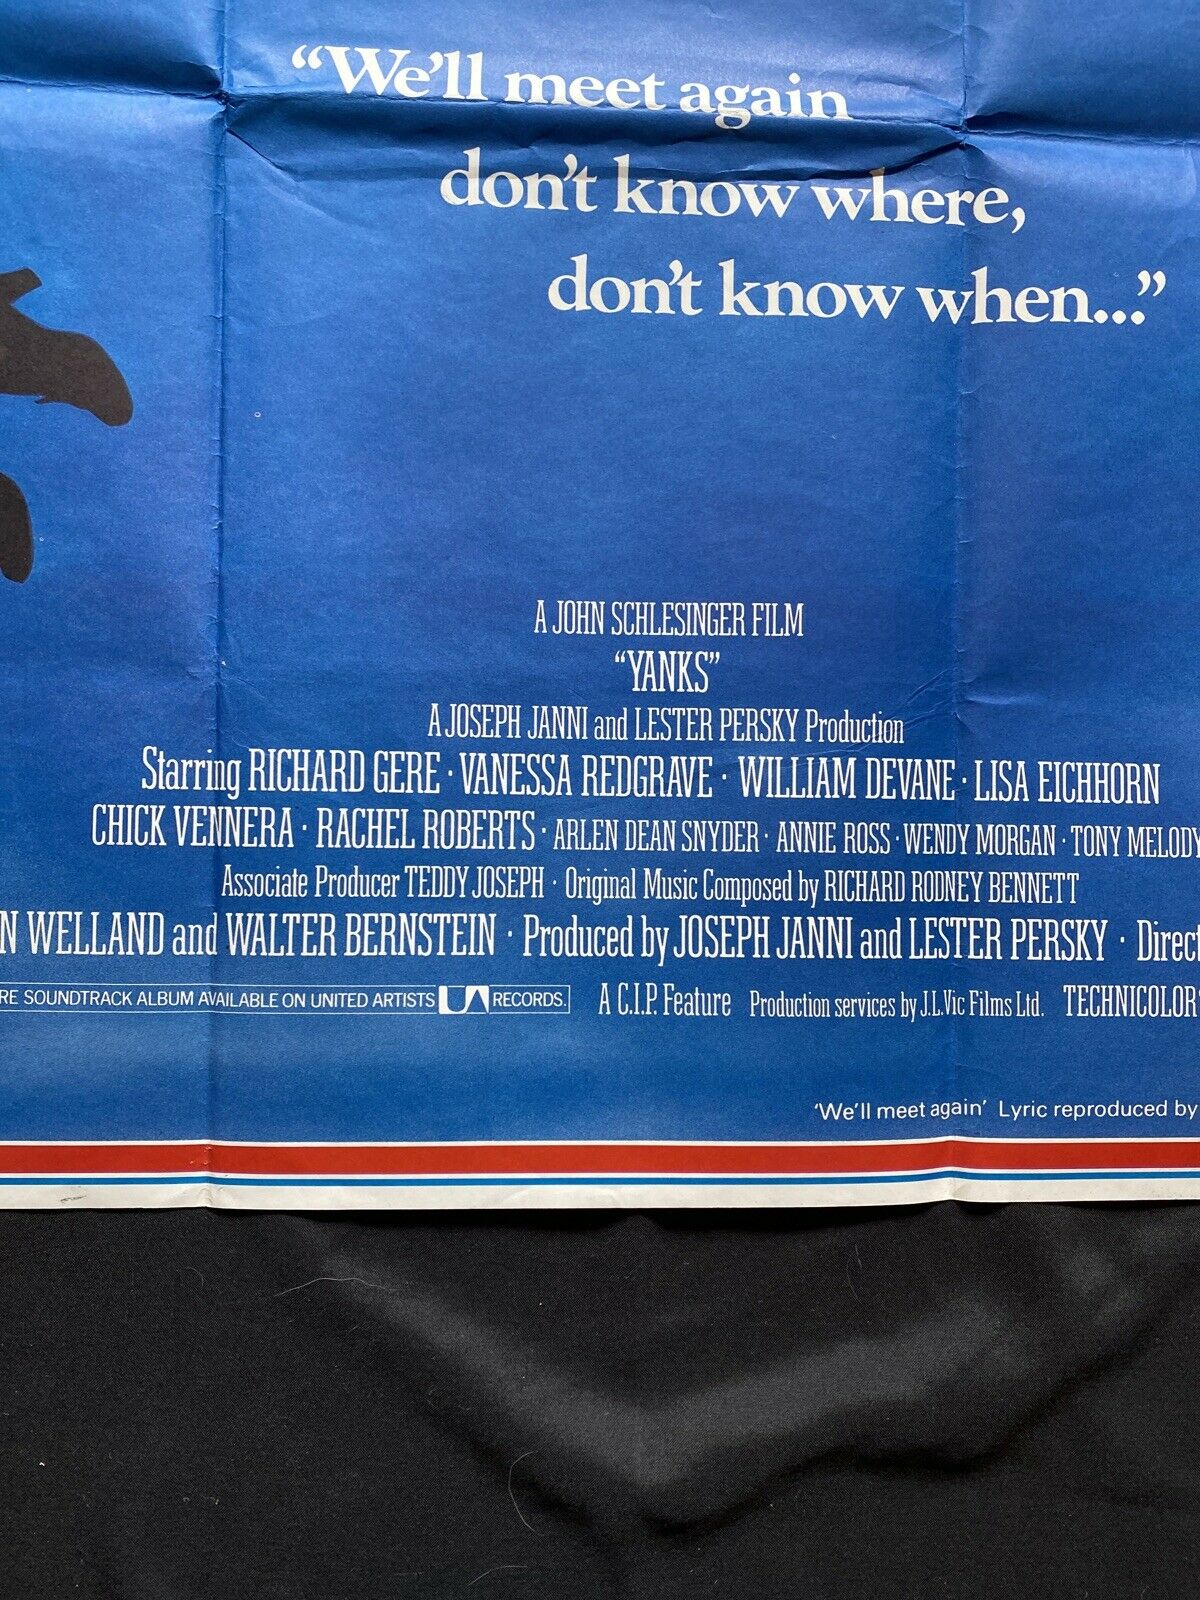 “We’ll meet again
don’t know where,
don’t know when...”
A JOHN SCHLESINGER FILM
“YANKS”
A JOSEPH JANNI and LESTER PERSKY Production
Starring RICHARD GERE · VANESSA REDGRAVE · WILLIAM DEVANE · LISA EICHHORN
CHICK VENNERA · RACHEL ROBERTS · ARLEN DEAN SNYDER · ANNIE ROSS · WENDY MORGAN · TONY MELODY
Associate Producer TEDDY JOSEPH · Original Music Composed by RICHARD RODNEY BENNETT
N WELLAND and WALTER BERNSTEIN · Produced by JOSEPH JANNI and LESTER PERSKY · Direct
RE SOUNDTRACK ALBUM AVAILABLE ON UNITED ARTISTS UA RECORDS. A C.I.P. Feature Production services by J.L.Vic Films Ltd. TECHNICOLOR®
‘We’ll meet again’ Lyric reproduced by